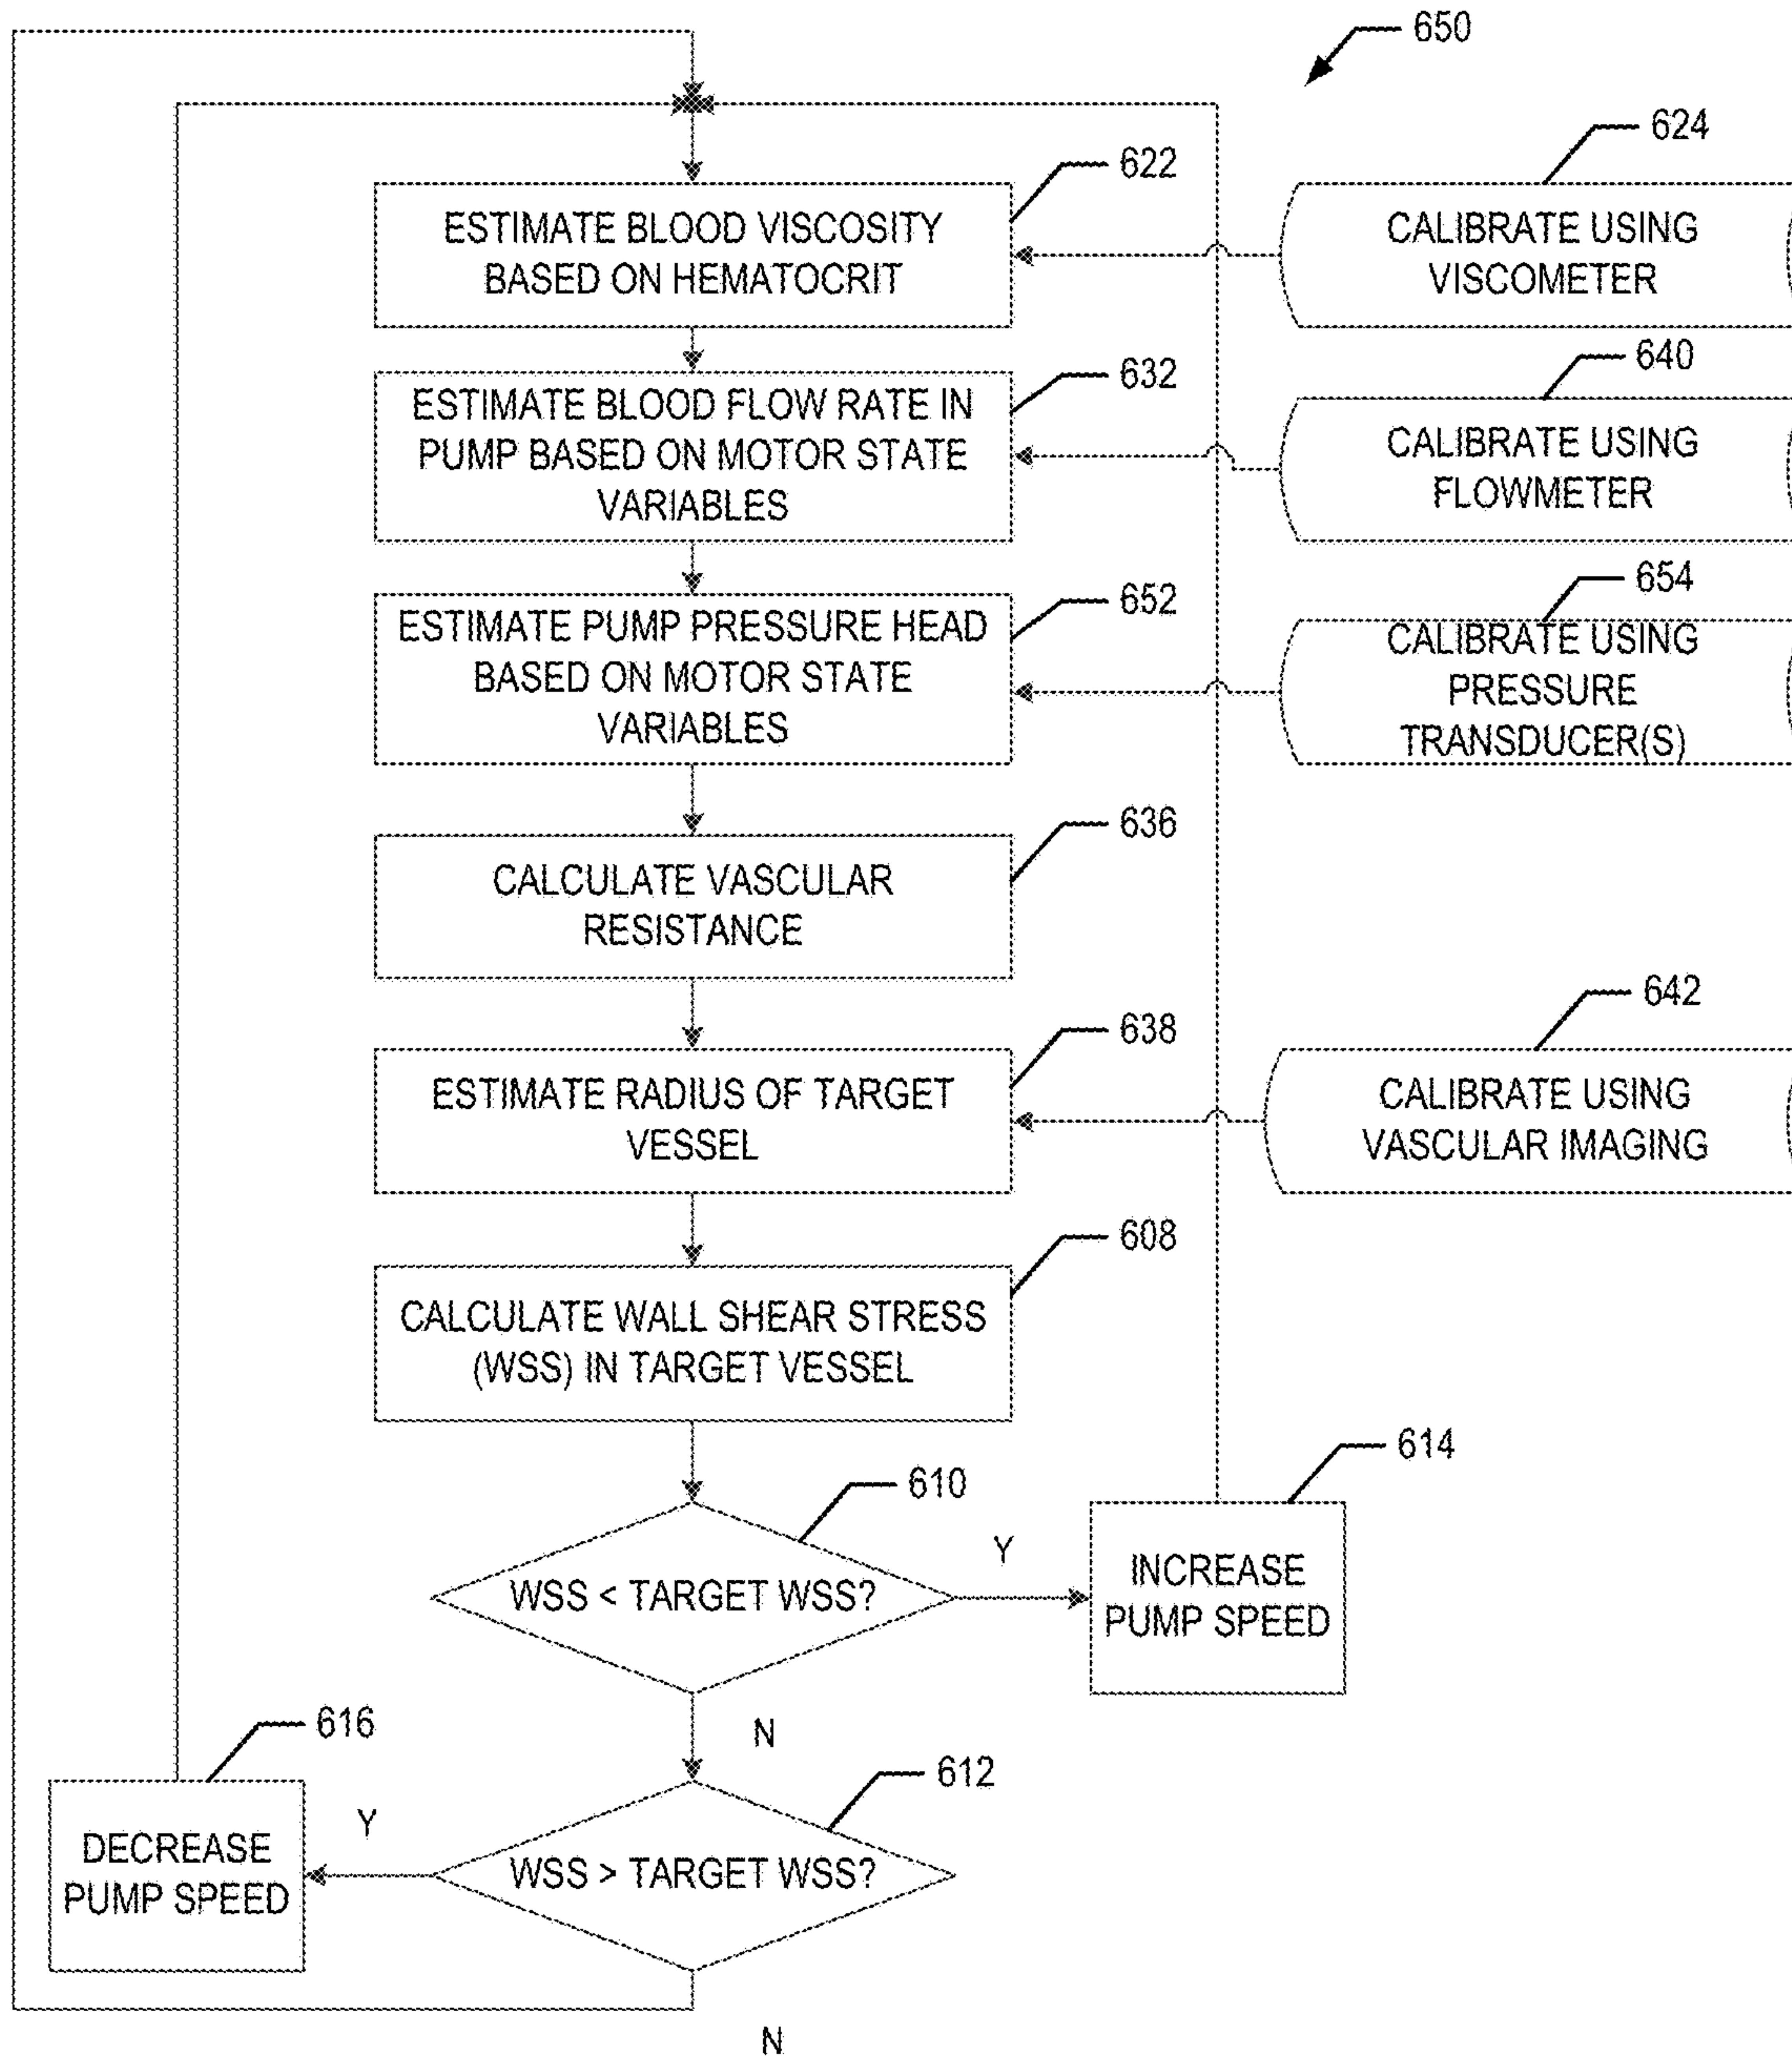 650
622
624
ESTIMATE BLOOD VISCOSITY
BASED ON HEMATOCRIT
CALIBRATE USING
VISCOMETER
632
640
ESTIMATE BLOOD FLOW RATE IN
PUMP BASED ON MOTOR STATE
VARIABLES
CALIBRATE USING
FLOWMETER
652
654
ESTIMATE PUMP PRESSURE HEAD
BASED ON MOTOR STATE
VARIABLES
CALIBRATE USING
PRESSURE
TRANSDUCER(S)
636
CALCULATE VASCULAR
RESISTANCE
638
642
ESTIMATE RADIUS OF TARGET
VESSEL
CALIBRATE USING
VASCULAR IMAGING
608
CALCULATE WALL SHEAR STRESS
(WSS) IN TARGET VESSEL
610
614
WSS < TARGET WSS?
Y
INCREASE
PUMP SPEED
N
616
612
DECREASE
PUMP SPEED
Y
WSS > TARGET WSS?
N